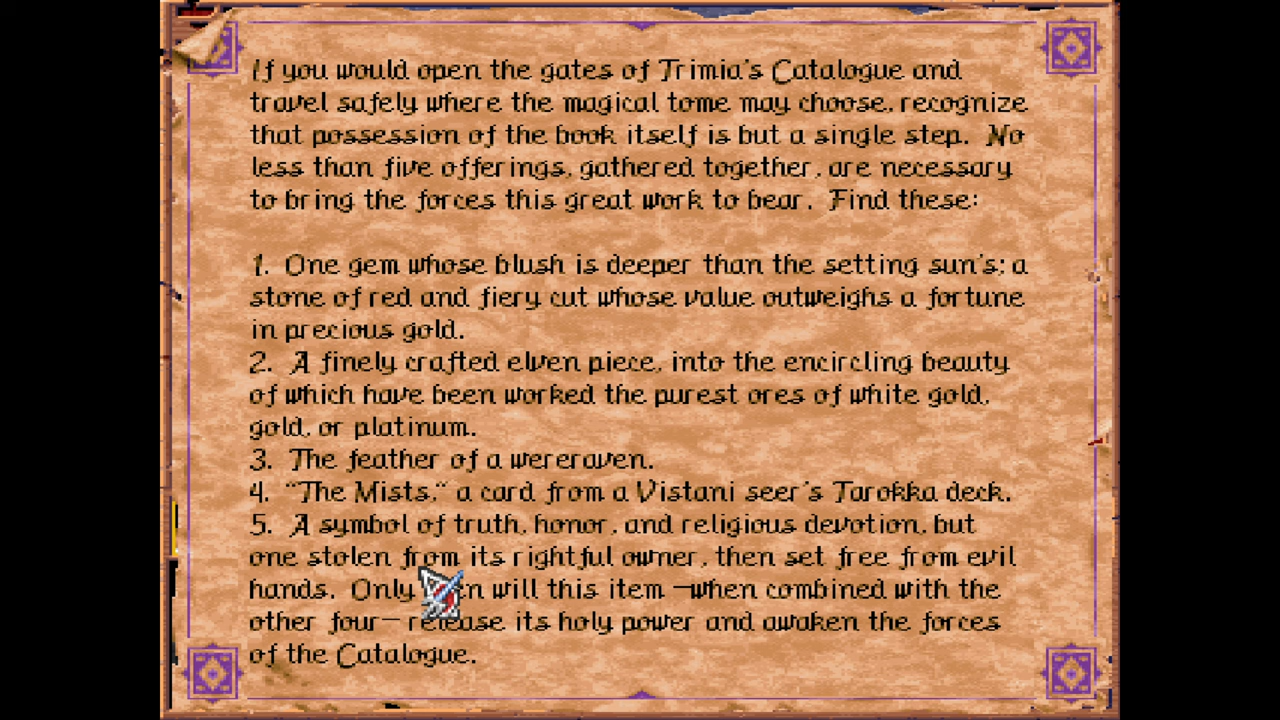 If you would open the gates of Trimia's Catalogue and
travel safely where the magical tome may choose, recognize
that possession of the book itself is but a single step. No
less than five offerings, gathered together, are necessary
to bring the forces this great work to bear. Find these:
1. One gem whose blush is deeper than the setting sun's; a
stone of red and fiery cut whose value outweighs a fortune
in precious gold.
2. A finely crafted elven piece, into the encircling beauty
of which have been worked the purest ores of white gold,
gold, or platinum.
3. The feather of a wereraven.
4. "The Mists," a card from a Vistani seer's Tarokka deck.
5. A symbol of truth, honor, and religious devotion, but
one stolen from its rightful owner, then set free from evil
hands. Only will this item —when combined with the
other four— release its holy power and awaken the forces
of the Catalogue.